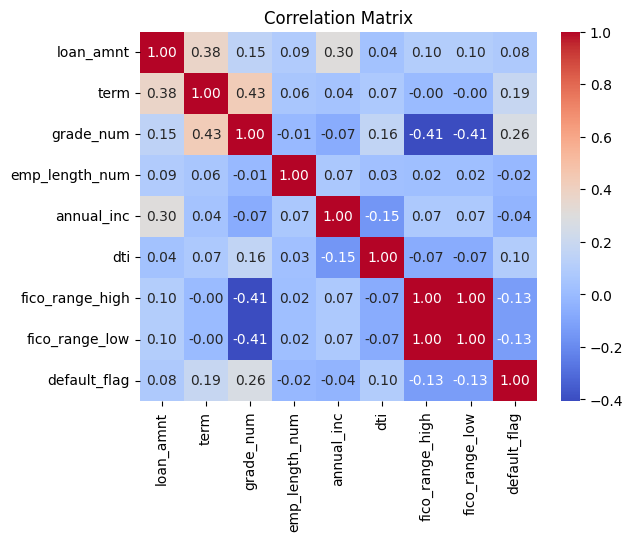 Correlation Matrix
loan_amnt 1.00 0.38 0.15 0.09 0.30 0.04 0.10 0.10 0.08
term 0.38 1.00 0.43 0.06 0.04 0.07 -0.00 -0.00 0.19
grade_num 0.15 0.43 1.00 -0.01 -0.07 0.16 -0.41 -0.41 0.26
emp_length_num 0.09 0.06 -0.01 1.00 0.07 0.03 0.02 0.02 -0.02
annual_inc 0.30 0.04 -0.07 0.07 1.00 -0.15 0.07 0.07 -0.04
dti 0.04 0.07 0.16 0.03 -0.15 1.00 -0.07 -0.07 0.10
fico_range_high 0.10 -0.00 -0.41 0.02 0.07 -0.07 1.00 1.00 -0.13
fico_range_low 0.10 -0.00 -0.41 0.02 0.07 -0.07 1.00 1.00 -0.13
default_flag 0.08 0.19 0.26 -0.02 -0.04 0.10 -0.13 -0.13 1.00
loan_amnt
term
grade_num
emp_length_num
annual_inc
dti
fico_range_high
fico_range_low
default_flag
1.0
0.8
0.6
0.4
0.2
0.0
−0.2
−0.4